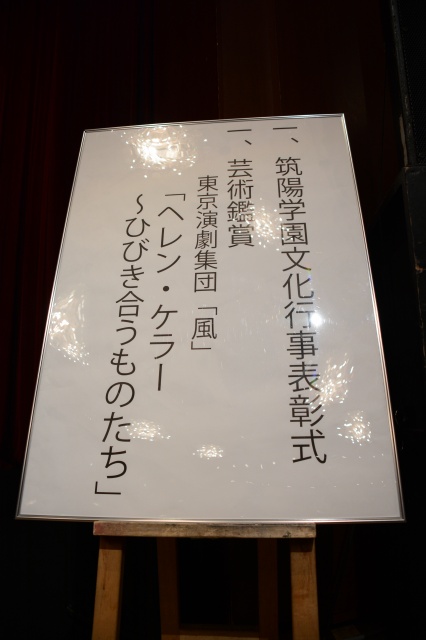 一、筑陽学園文化行事表彰式
一、芸術鑑賞
東京演劇集団「風」
「ヘレン・ケラー
～ひびき合うものたち」